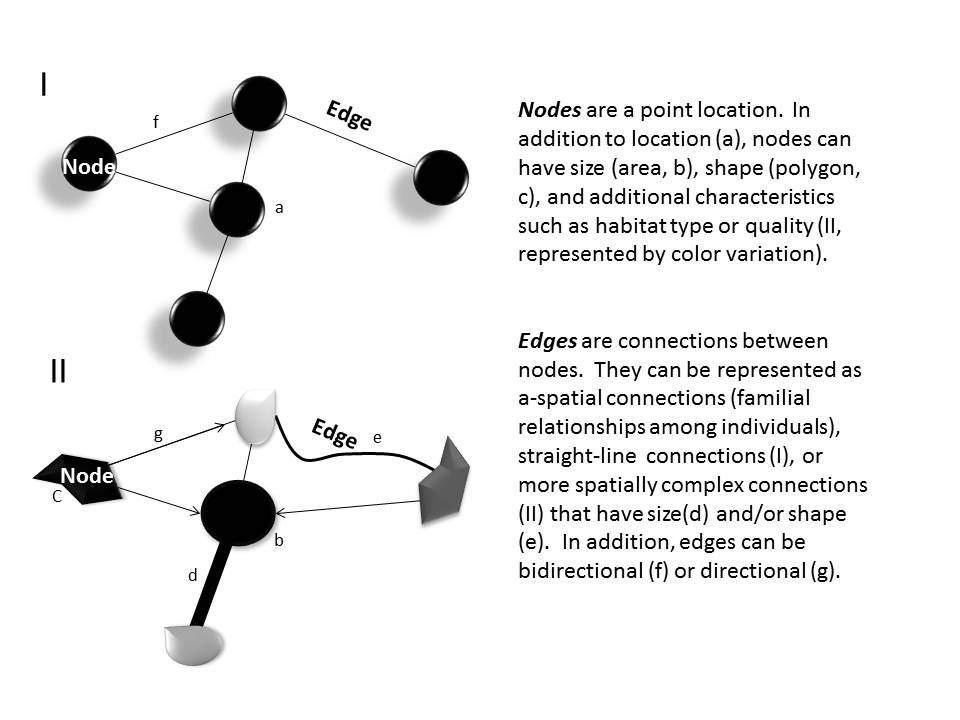 I
f
Edge
Node
a
II
g
Edge
e
Node
C
b
d
Nodes are a point location. In
addition to location (a), nodes can
have size (area, b), shape (polygon,
c), and additional characteristics
such as habitat type or quality (II,
represented by color variation).
Edges are connections between
nodes. They can be represented as
a-spatial connections (familial
relationships among individuals),
straight-line connections (I), or
more spatially complex connections
(II) that have size(d) and/or shape
(e). In addition, edges can be
bidirectional (f) or directional (g).